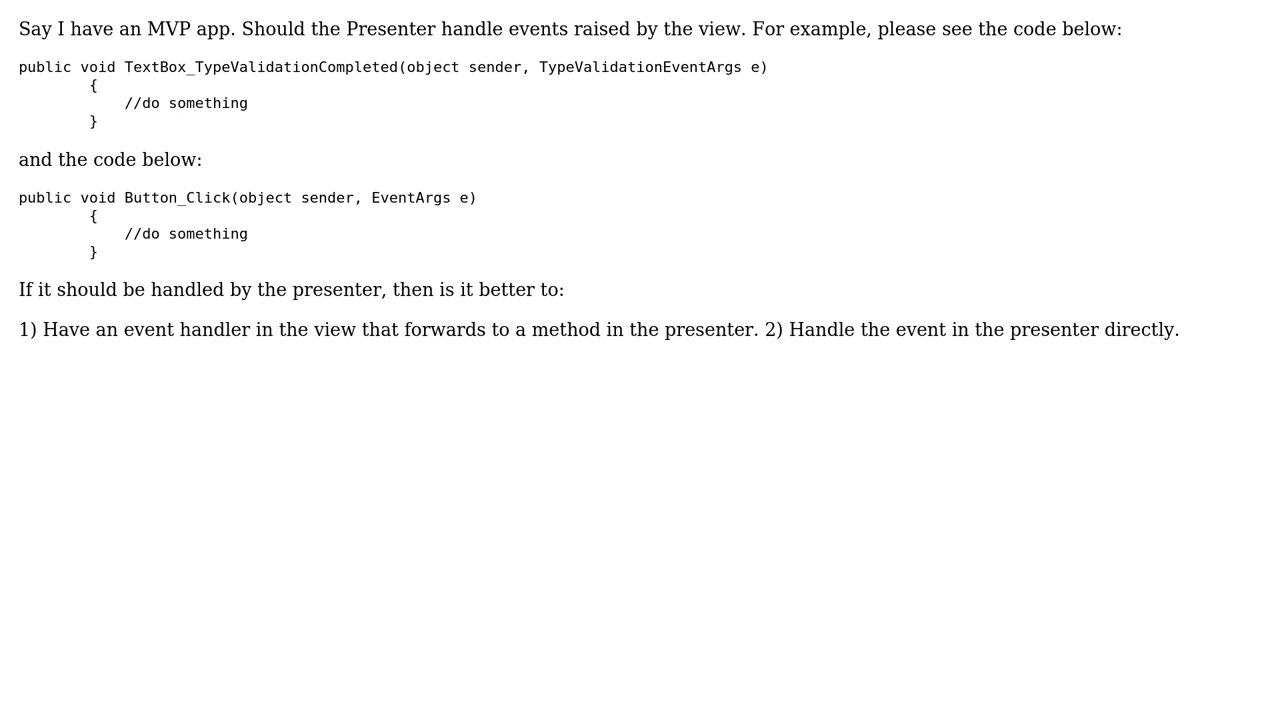 Say I have an MVP app. Should the Presenter handle events raised by the view. For example, please see the code below:
public void TextBox_TypeValidationCompleted(object sender, TypeValidationEventArgs e)
        {
            //do something
        }
and the code below:
public void Button_Click(object sender, EventArgs e)
        {
            //do something
        }
If it should be handled by the presenter, then is it better to:
1) Have an event handler in the view that forwards to a method in the presenter. 2) Handle the event in the presenter directly.